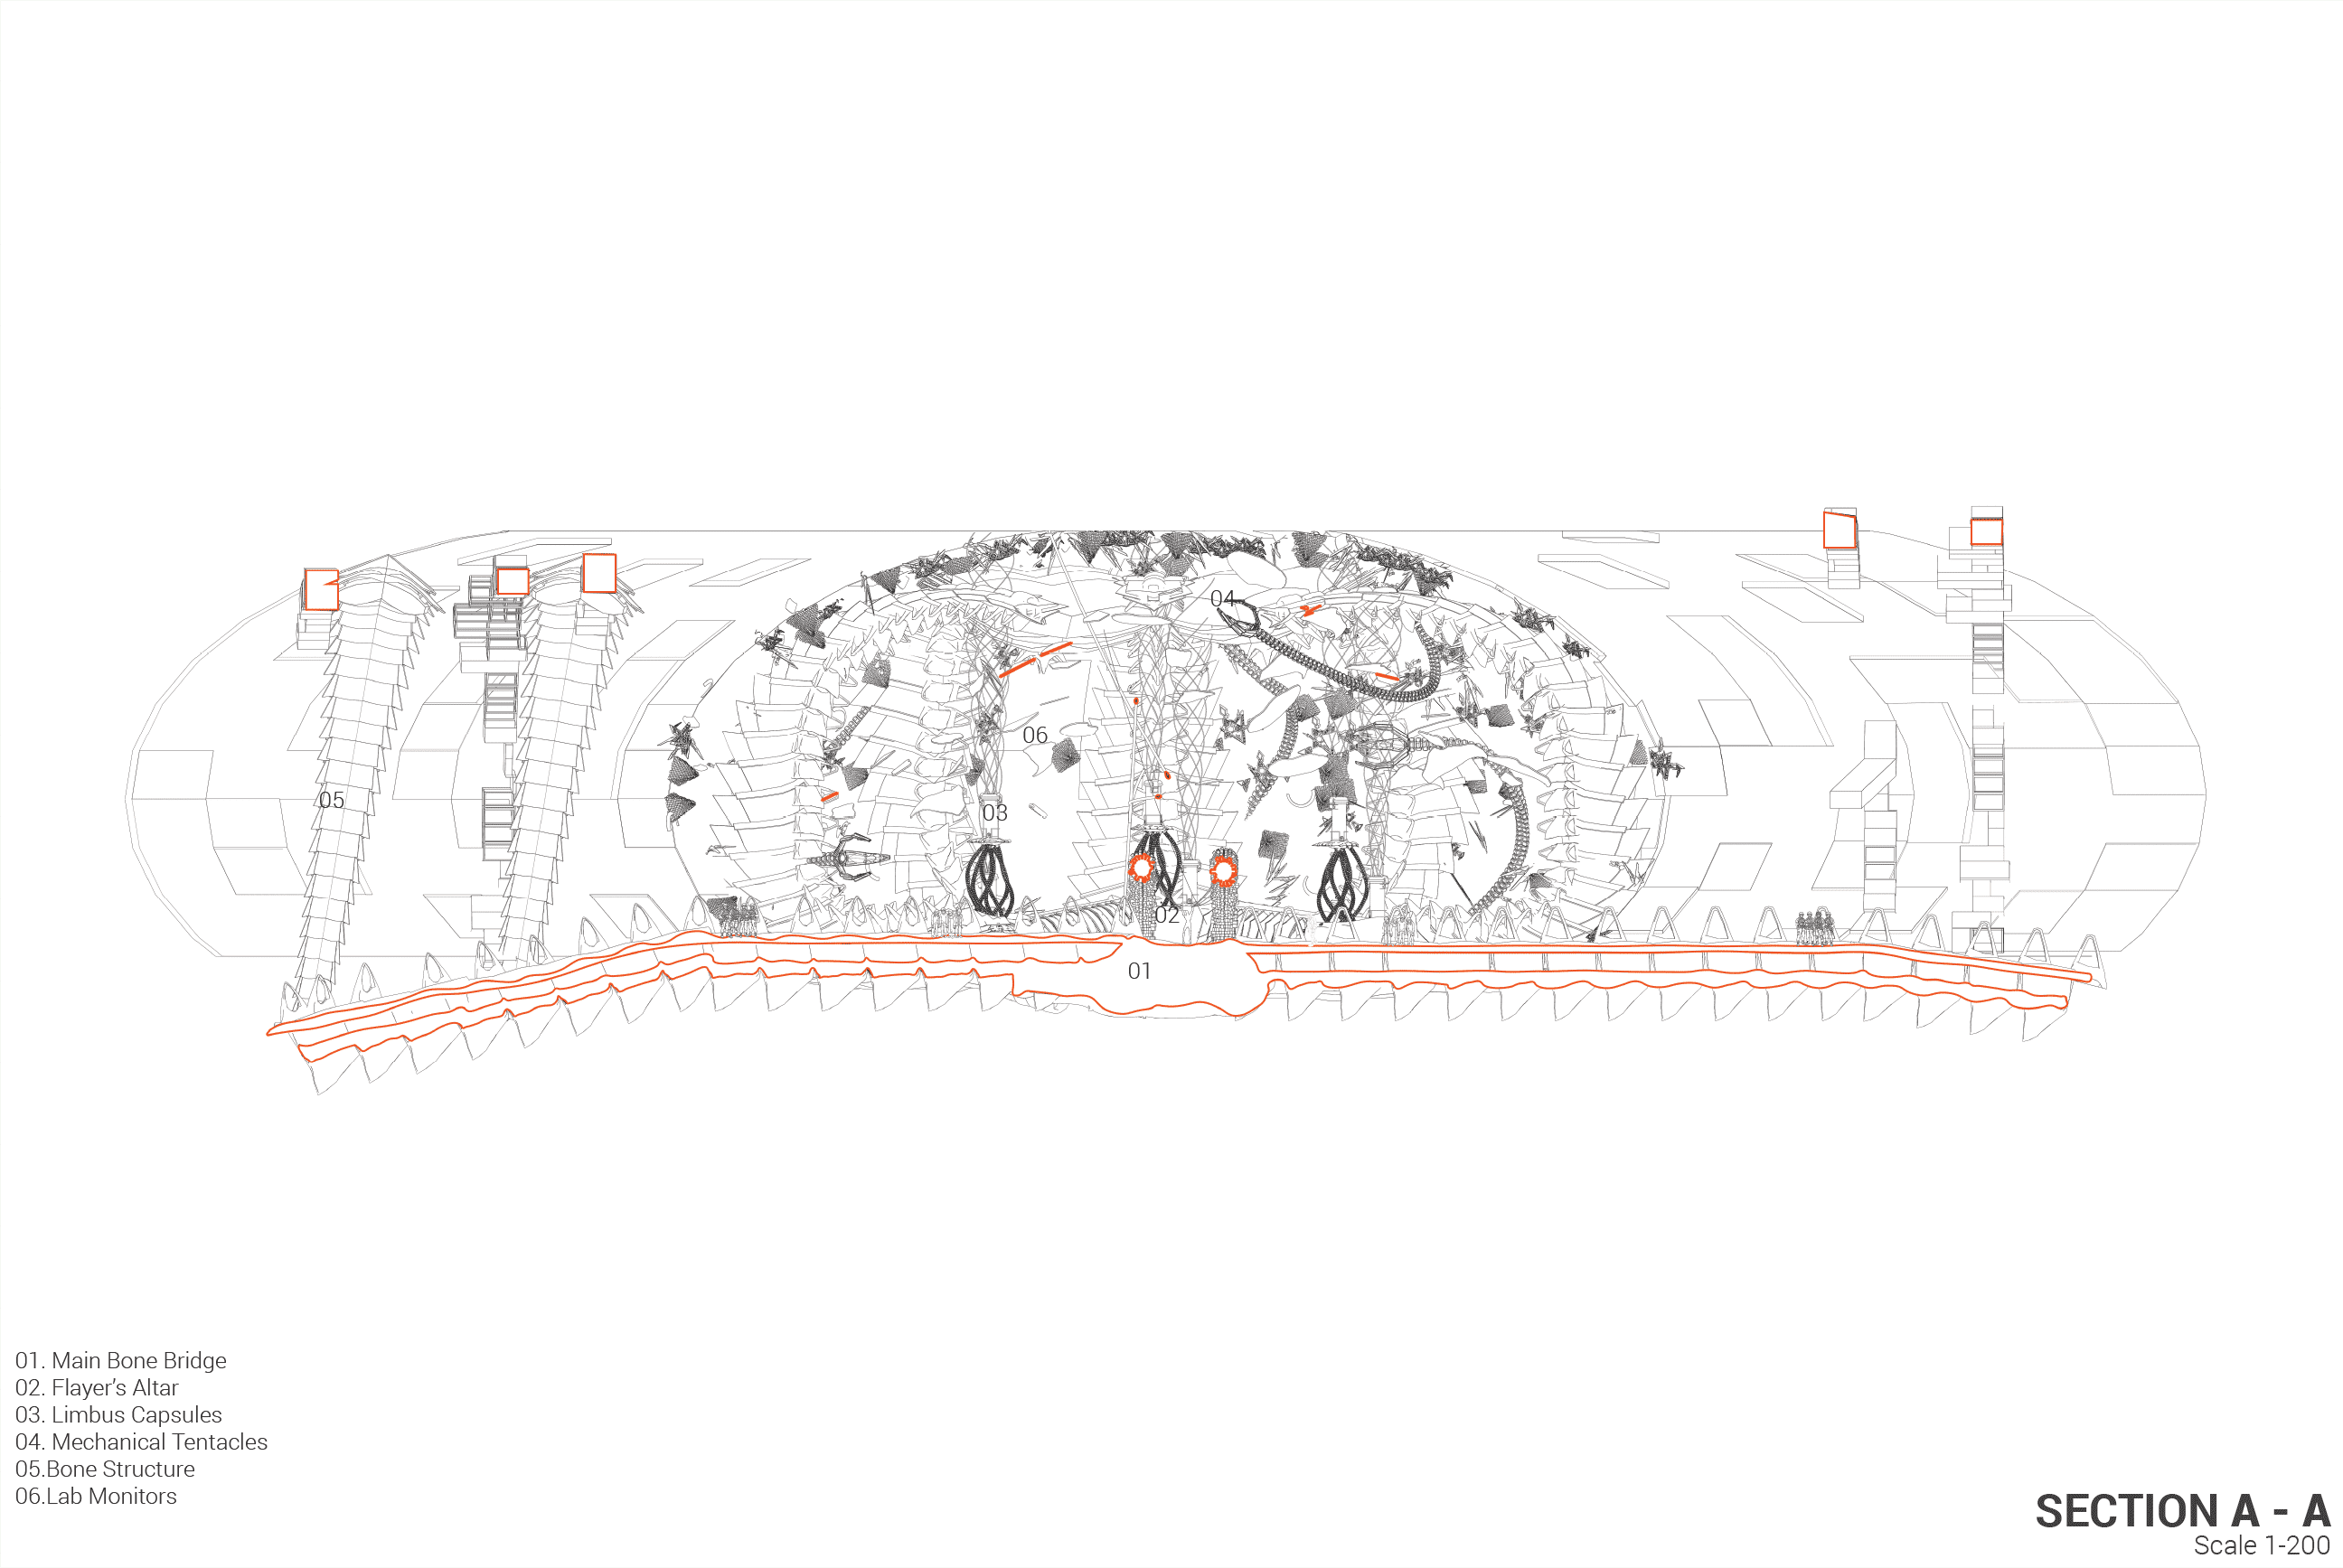 04
06
05
03
02
01
01. Main Bone Bridge
02. Flayer's Altar
03. Limbus Capsules
04. Mechanical Tentacles
05.Bone Structure
06.Lab Monitors
SECTION A - A
Scale 1-200